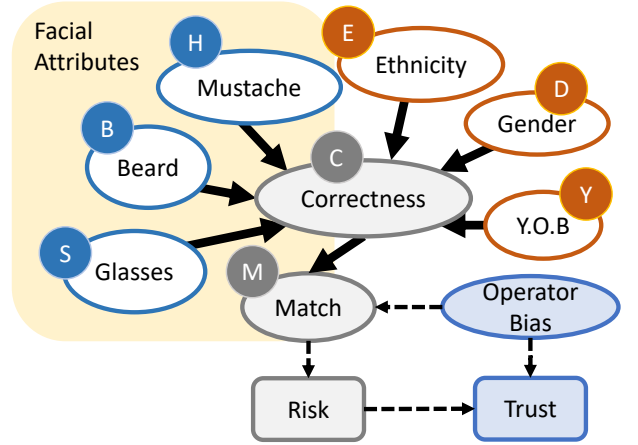 Facial
Attributes
H
Mustache
E
Ethnicity
D
Gender
B
Beard
C
Correctness
Y
Y.O.B
S
Glasses
M
Match
Operator
Bias
Risk
Trust